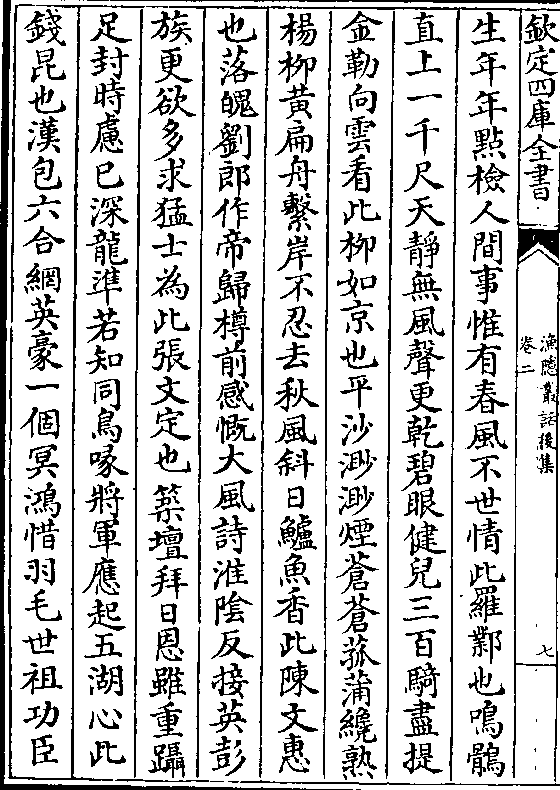 欽定四庫全書
漁隱叢話後集
卷二
七
生年年點檢人間事惟有春風不世情此羅鄴也鳴鶻
直上一千尺天靜無風聲更乾碧眼健兒三百騎盡提
金勒向雲看此柳如京也平沙渺渺煙蒼蒼菰蒲纔熟
楊柳黄扁舟繫岸不忍去秋風斜日鱸魚香此陳文惠
也落魄劉郎作帝歸樽前感慨大風詩淮陰反接英彭
族更欲多求猛士為此張文定也築壇拜日恩雖重躡
足封時慮已深龍準若知同鳥喙將軍應起五湖心此
錢昆也漢包六合網英豪一個冥鴻惜羽毛世祖功臣